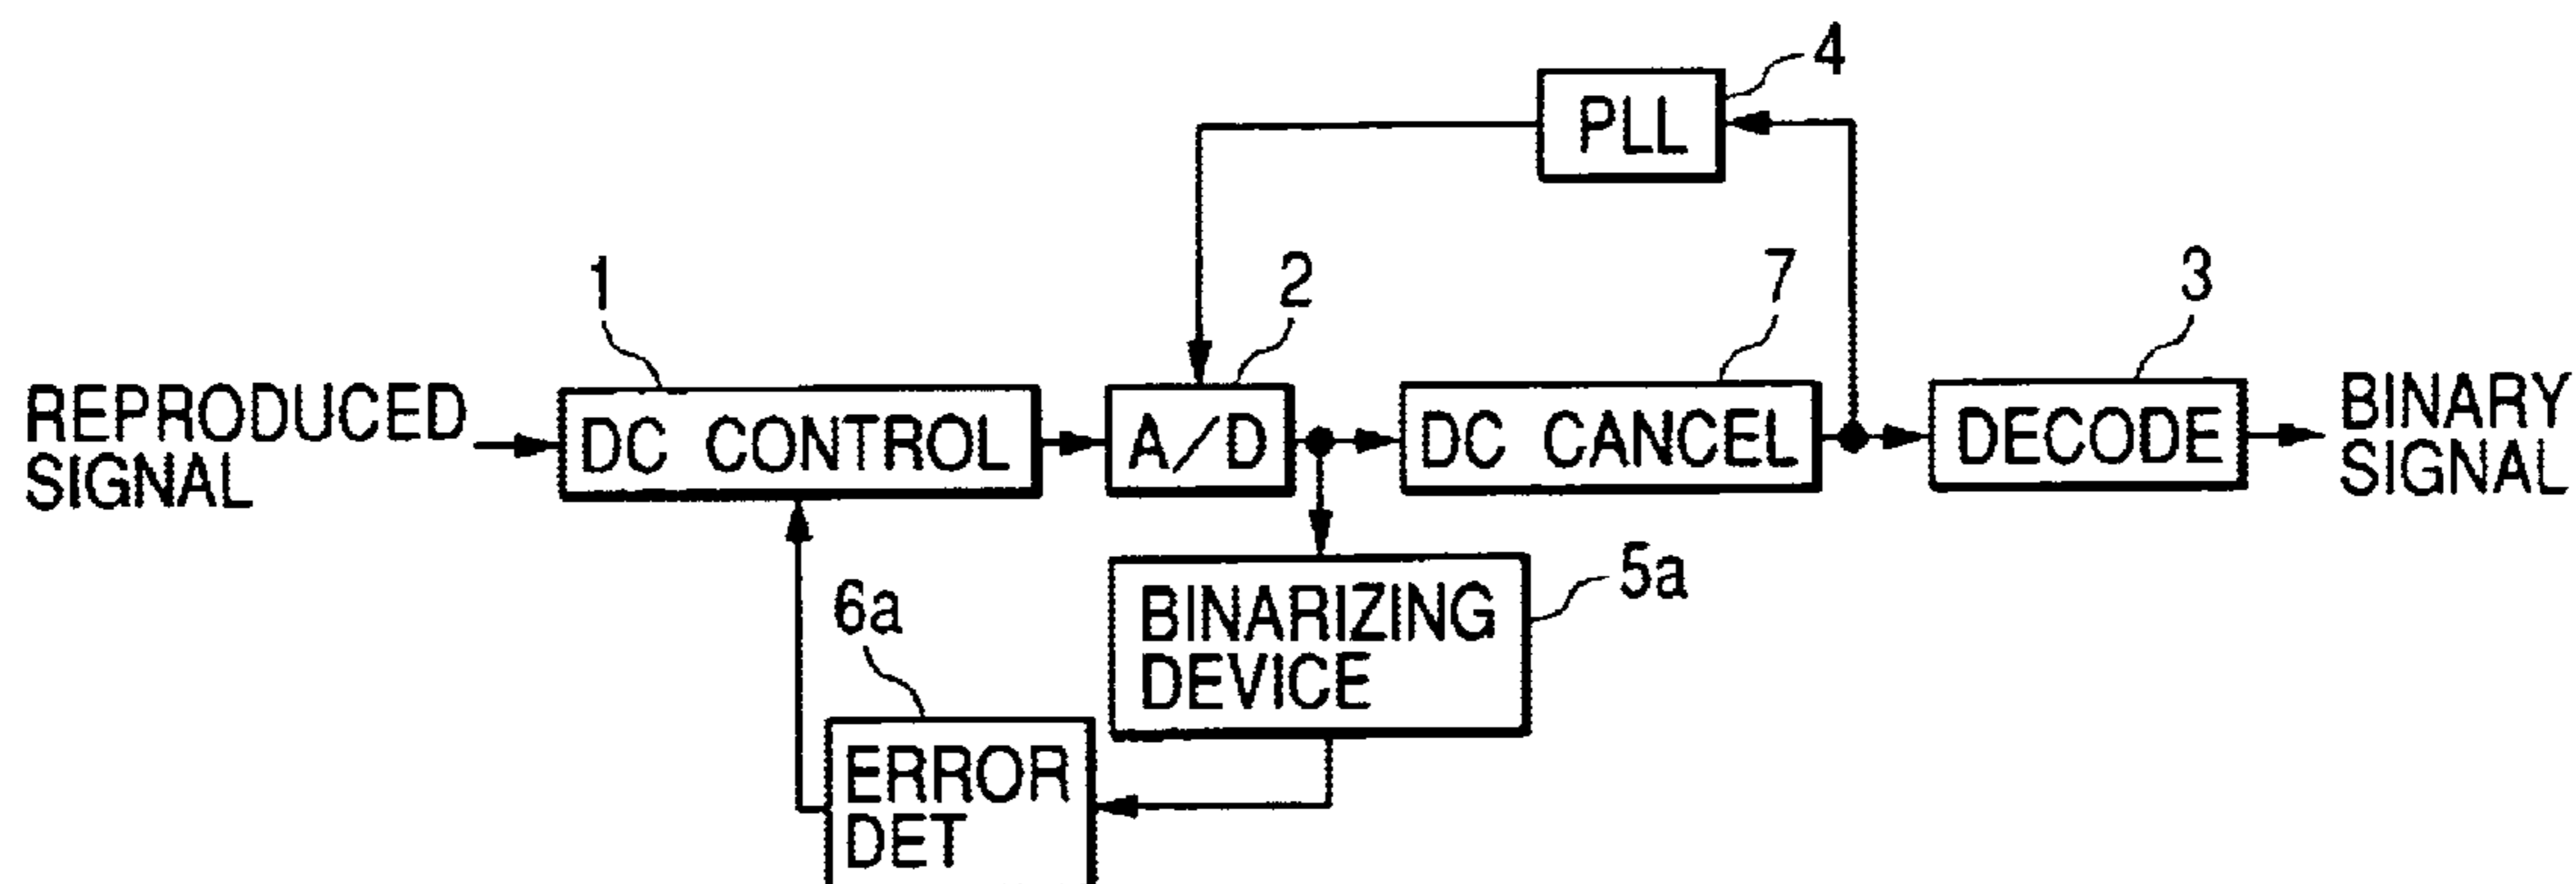 4
PLL
1
2
7
3
REPRODUCED
SIGNAL
DC CONTROL
A/D
DC CANCEL
DECODE
BINARY
SIGNAL
6a
BINARIZING
DEVICE
5a
ERROR
DET